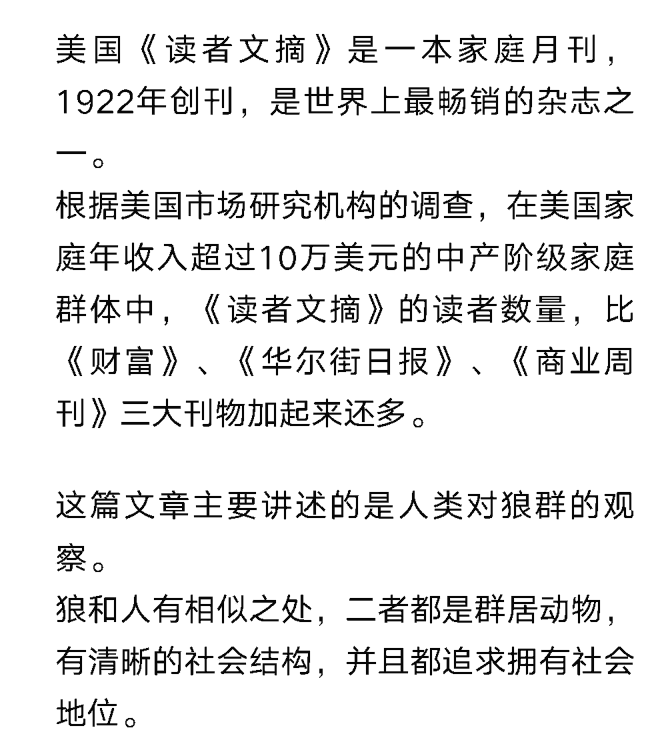 美国《读者文摘》是一本家庭月刊，
1922年创刊，是世界上最畅销的杂志之
一。
根据美国市场研究机构的调查，在美国家
庭年收入超过10万美元的中产阶级家庭
群体中，《读者文摘》的读者数量，比
《财富》、《华尔街日报》、《商业周
刊》三大刊物加起来还多。
这篇文章主要讲述的是人类对狼群的观
察。
狼和人有相似之处，二者都是群居动物，
有清晰的社会结构，并且都追求拥有社会
地位。